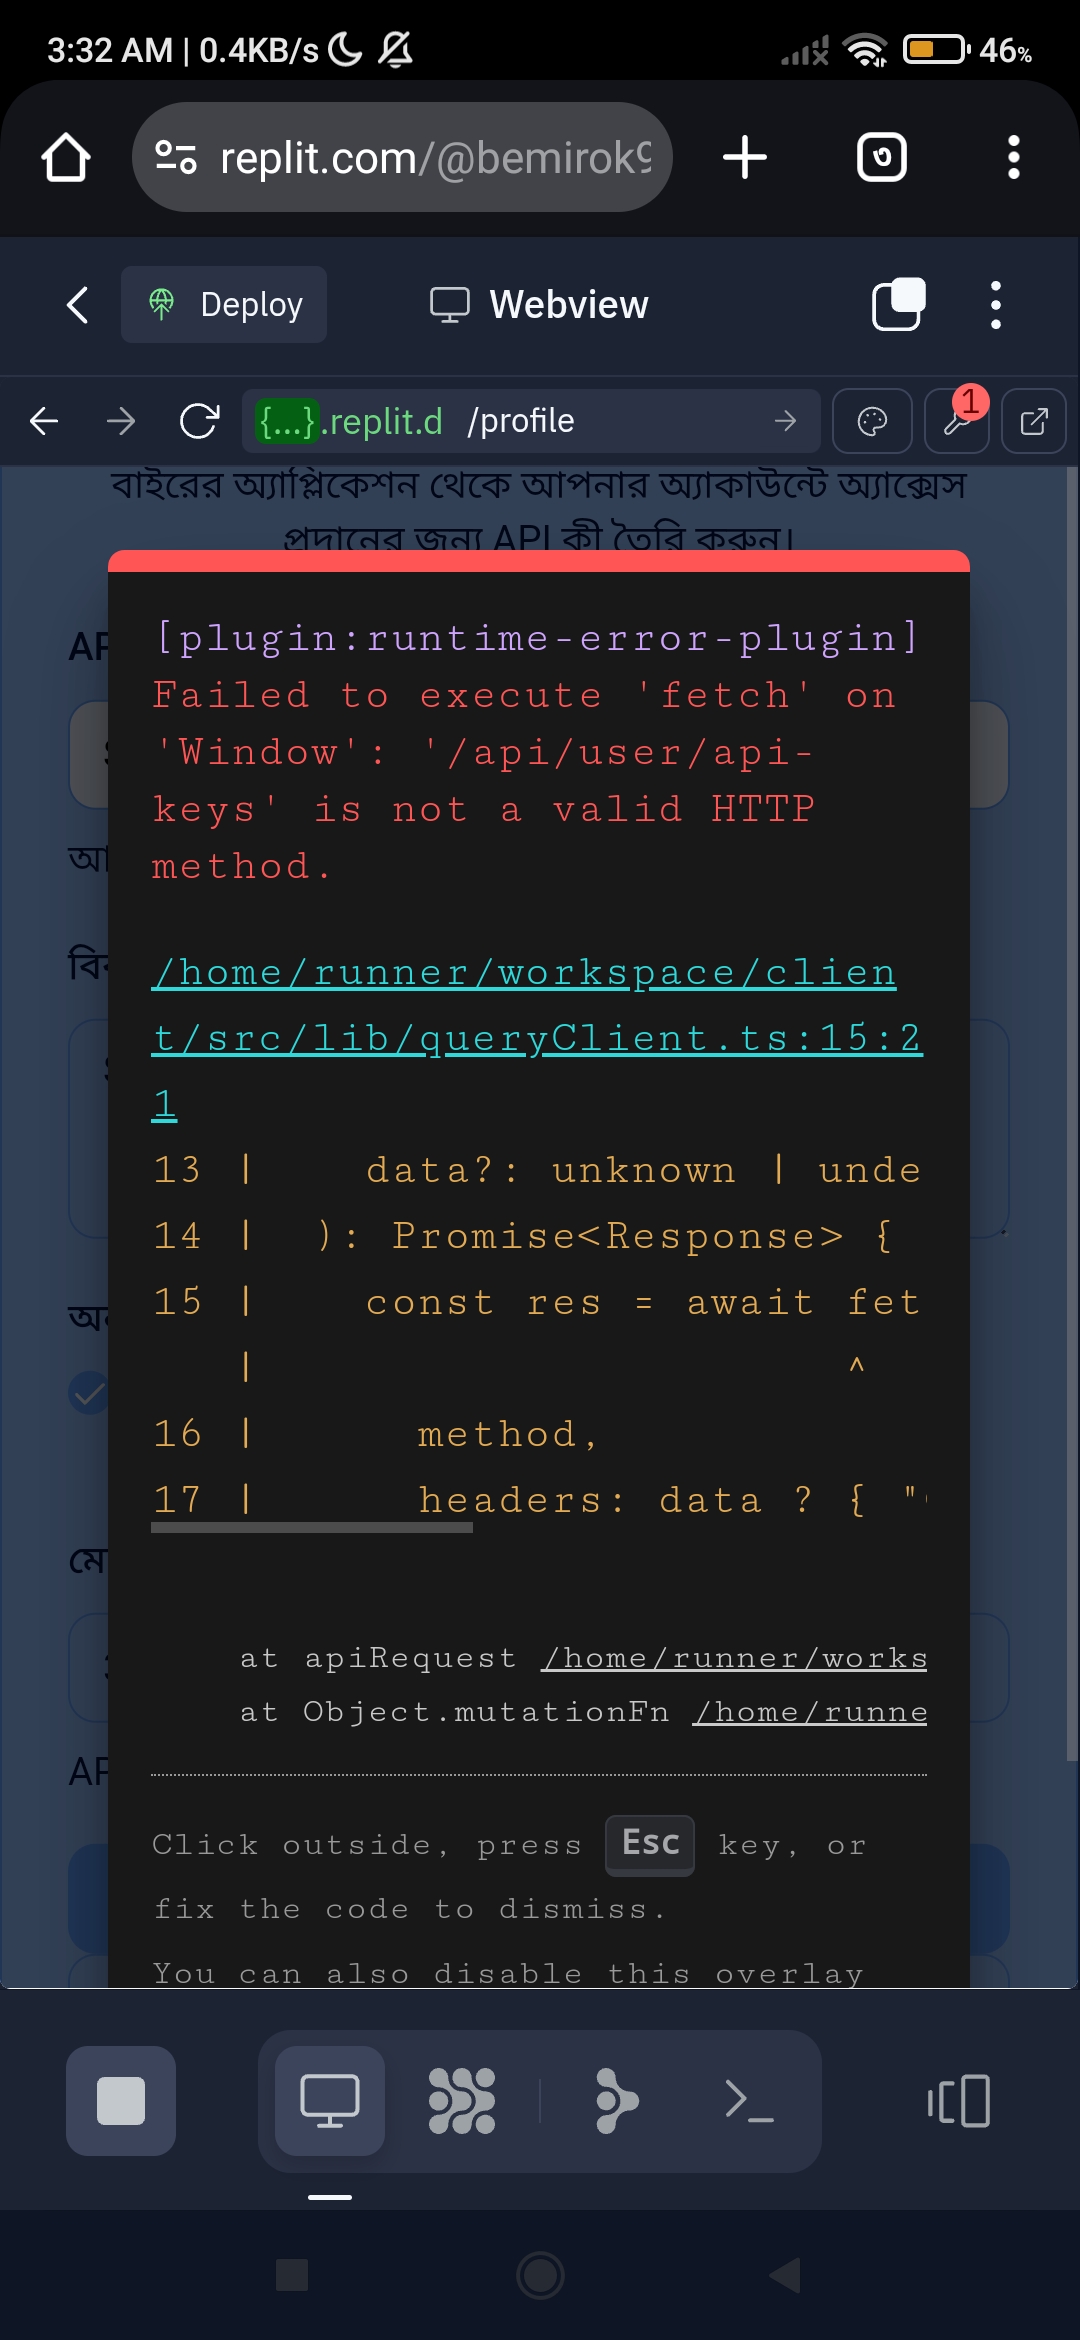 3:32 AM | 0.4KB/s
46%
replit.com/@bemirok9
৩
Deploy
Webview
{...}.replit.d /profile
1
বাইরের অ্যাপ্লিকেশন থেকে আপনার অ্যাকাউন্টে অ্যাক্সেস
প্রদানের জন্য API কী তৈরি করুন।
[plugin:runtime-error-plugin]
Failed to execute 'fetch' on
'Window': '/api/user/api-
keys' is not a valid HTTP
method.
/home/runner/workspace/clien
t/src/lib/queryClient.ts:15:2
1
13 | data?: unknown | unde
14 | ): Promise<Response> {
15 | const res = await fet
| ^
16 | method,
17 | headers: data ? { "
at apiRequest /home/runner/works
at Object.mutationFn /home/runne
Click outside, press Esc key, or
fix the code to dismiss.
You can also disable this overlay